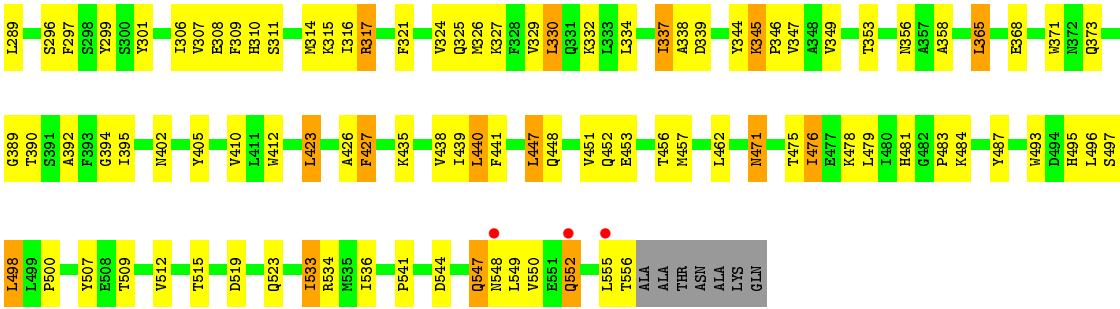 L289 S296 F297 S298 Y299 S300 Y301 I306 V307 E308 F309 H310 S311 M314 K315 I316 R317 F321 V324 Q325 M326 K327 F328 V329 L330 Q331 K332 L333 L334 I337 A338 D339 Y344 K345 P346 V347 A348 V349 T353 N356 A357 A358 L365 E368 W371 N372 Q373
G389 T390 S391 A392 F393 G394 I395 N402 Y405 V410 L411 W412 L423 A426 F427 K435 V438 I439 L440 F441 L447 Q448 V451 Q452 E453 T456 M457 L462 N471 T475 I476 E477 K478 L479 I480 H481 G482 P483 K484 Y487 W493 D494 H495 L496 S497
L498 L499 P500 Y507 E508 T509 V512 T515 D519 Q523 I533 R534 M535 I536 P541 D544 Q547 N548 L549 V550 E551 Q552 L555 T556 ALA ALA THR ASN ALA ALA LYS GLN